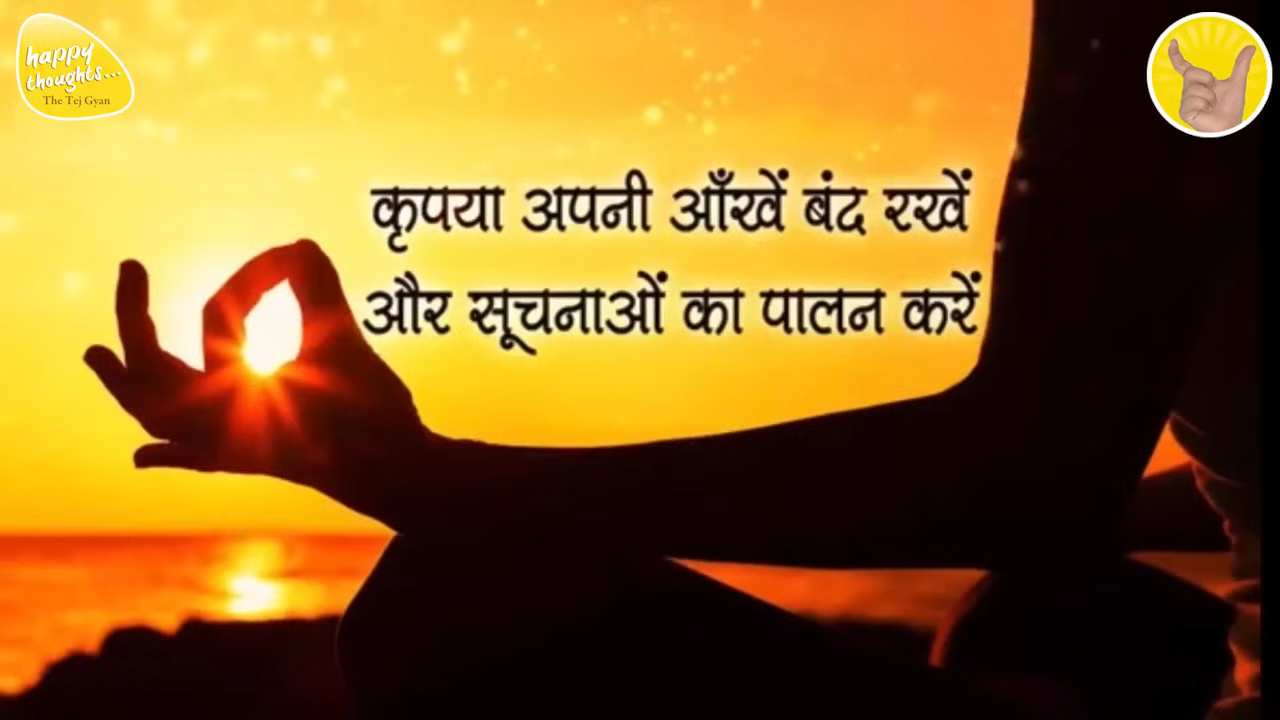 happy
thoughts...
The Tej Gyan
कृपया अपनी आँखें बंद रखें
और सूचनाओं का पालन करें